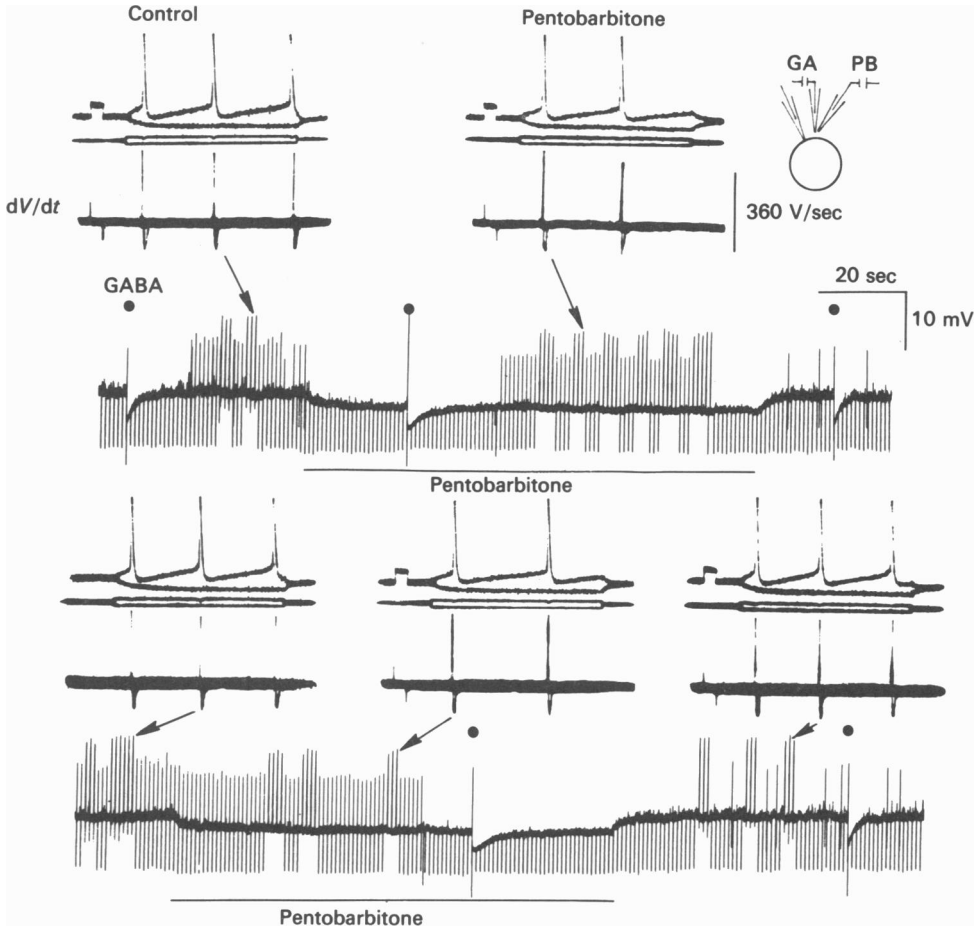 Control
Pentobarbitone
GA PB
dV/dt
360 V/sec
GABA
20 sec
10 mV
Pentobarbitone
Pentobarbitone